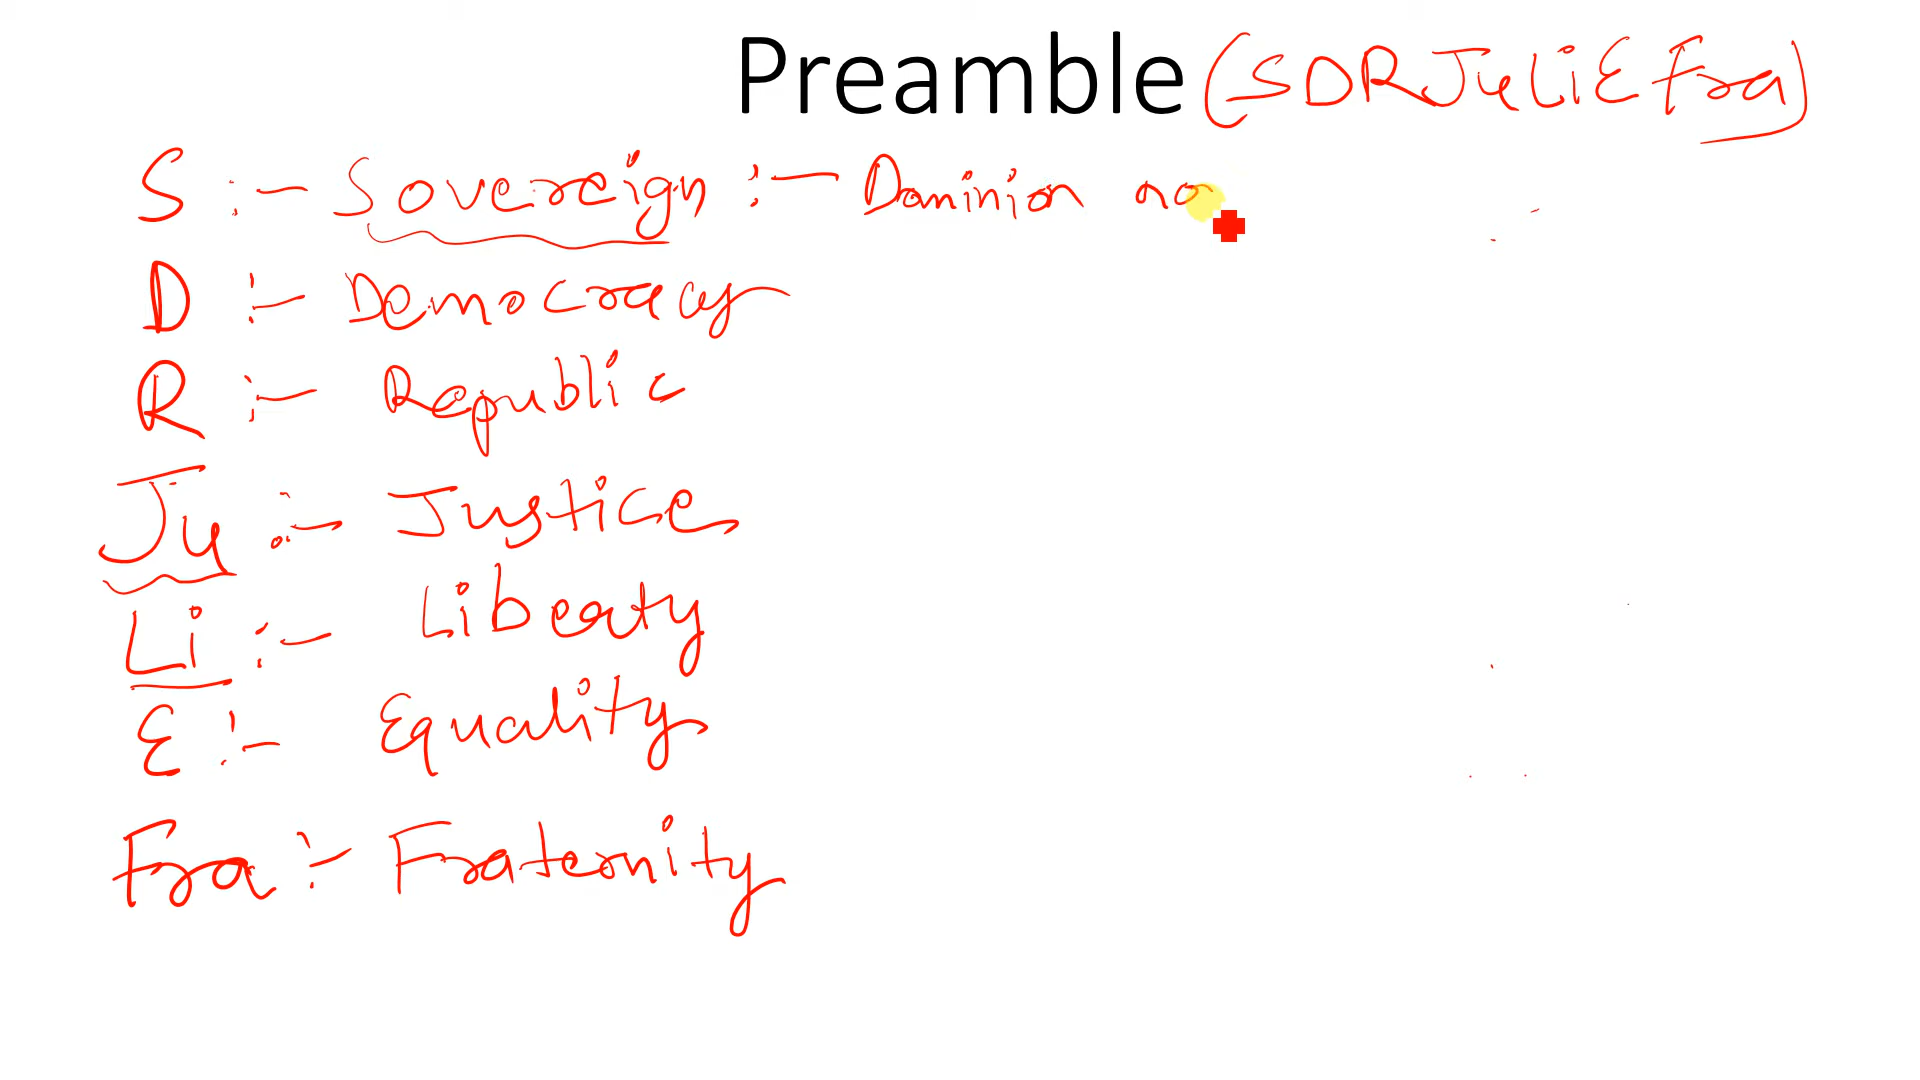 Preamble (SDRJuLiEFra)
S :- Sovereign :- Dominion no
D :- Democracy
R :- Republic
Ju :- Justice
Li :- Liberty
E :- Equality
Fra :- Fraternity